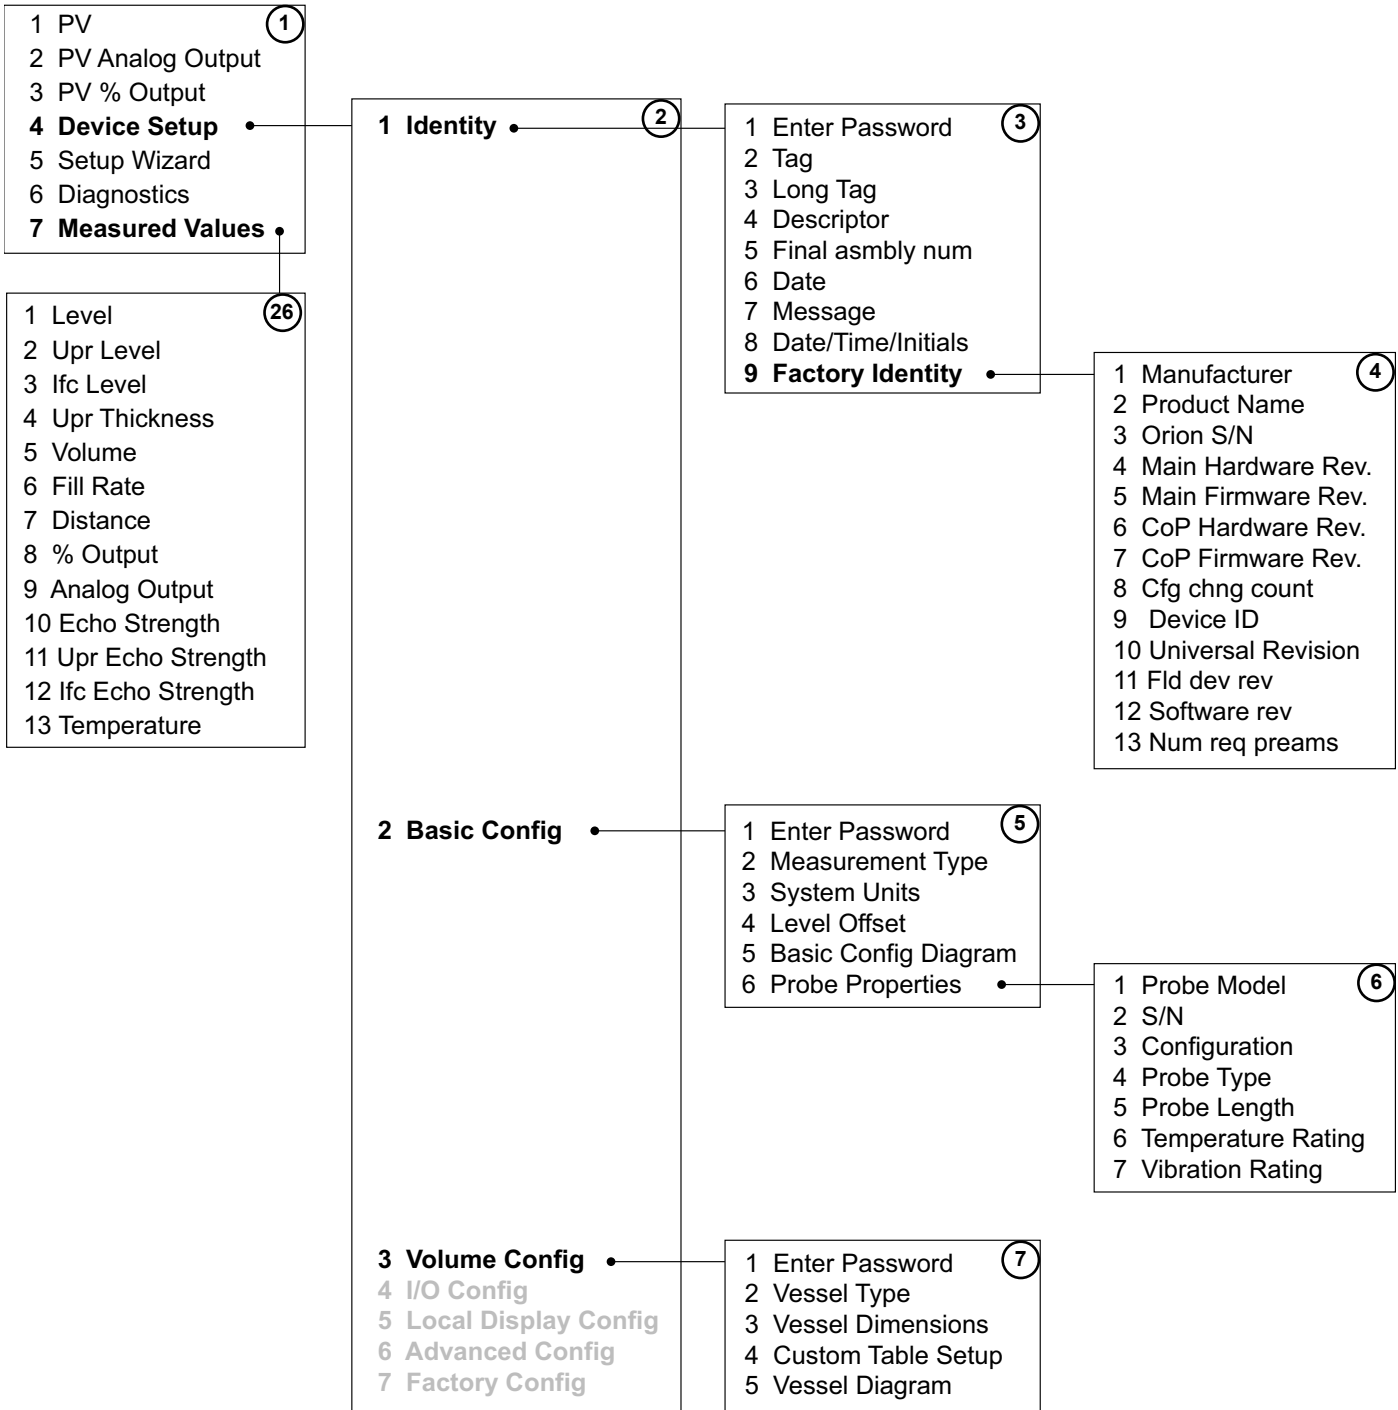 1 PV
2 PV Analog Output
3 PV % Output
4 Device Setup
5 Setup Wizard
6 Diagnostics
7 Measured Values
1
1 Level
2 Upr Level
3 Ifc Level
4 Upr Thickness
5 Volume
6 Fill Rate
7 Distance
8 % Output
9 Analog Output
10 Echo Strength
11 Upr Echo Strength
12 Ifc Echo Strength
13 Temperature
26
1 Identity
2
1 Enter Password
2 Tag
3 Long Tag
4 Descriptor
5 Final asmbly num
6 Date
7 Message
8 Date/Time/Initials
9 Factory Identity
3
1 Manufacturer
2 Product Name
3 Orion S/N
4 Main Hardware Rev.
5 Main Firmware Rev.
6 CoP Hardware Rev.
7 CoP Firmware Rev.
8 Cfg chng count
9 Device ID
10 Universal Revision
11 Fld dev rev
12 Software rev
13 Num req preams
4
2 Basic Config
1 Enter Password
2 Measurement Type
3 System Units
4 Level Offset
5 Basic Config Diagram
6 Probe Properties
5
1 Probe Model
2 S/N
3 Configuration
4 Probe Type
5 Probe Length
6 Temperature Rating
7 Vibration Rating
6
3 Volume Config
4 I/O Config
5 Local Display Config
6 Advanced Config
7 Factory Config
1 Enter Password
2 Vessel Type
3 Vessel Dimensions
4 Custom Table Setup
5 Vessel Diagram
7